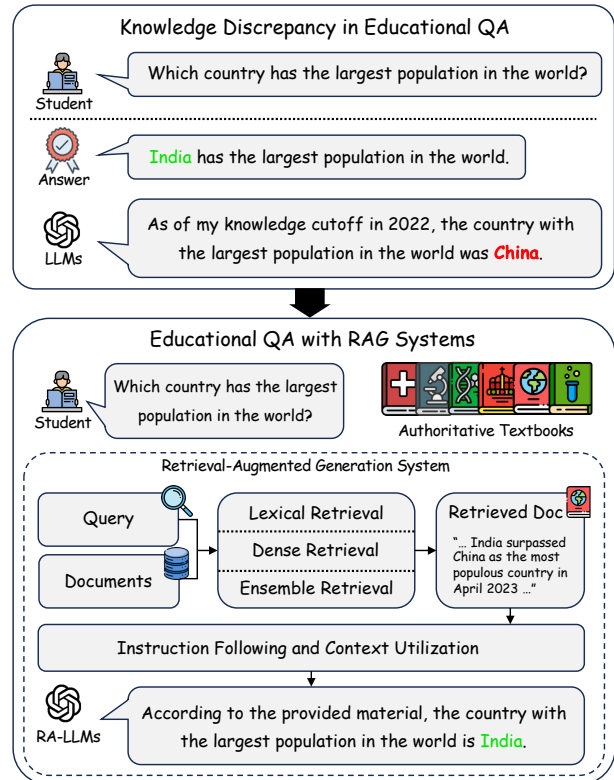 Knowledge Discrepancy in Educational QA
Which country has the largest population in the world?
Student
India has the largest population in the world.
Answer
As of my knowledge cutoff in 2022, the country with
the largest population in the world was China.
LLMs
Educational QA with RAG Systems
Which country has the largest
population in the world?
Student
Authoritative Textbooks
Retrieval-Augmented Generation System
Query
Documents
Lexical Retrieval
Dense Retrieval
Ensemble Retrieval
Retrieved Doc
“… India surpassed
China as the most
populous country in
April 2023 …”
Instruction Following and Context Utilization
According to the provided material, the country with
the largest population in the world is India.
RA-LLMs